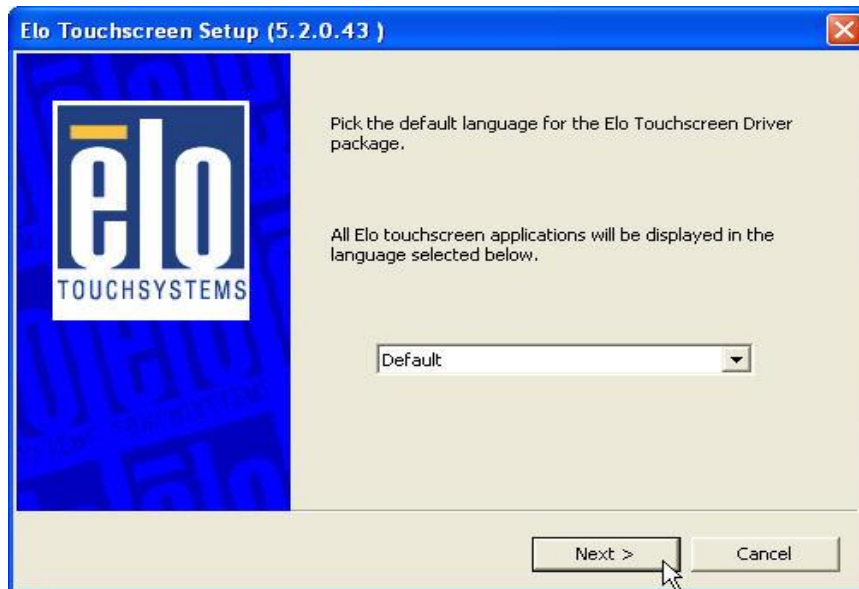 Elo Touchscreen Setup (5.2.0.43 )
ēlo
TOUCHSYSTEMS
Pick the default language for the Elo Touchscreen Driver
package.
All Elo touchscreen applications will be displayed in the
language selected below.
Default
Next >
Cancel